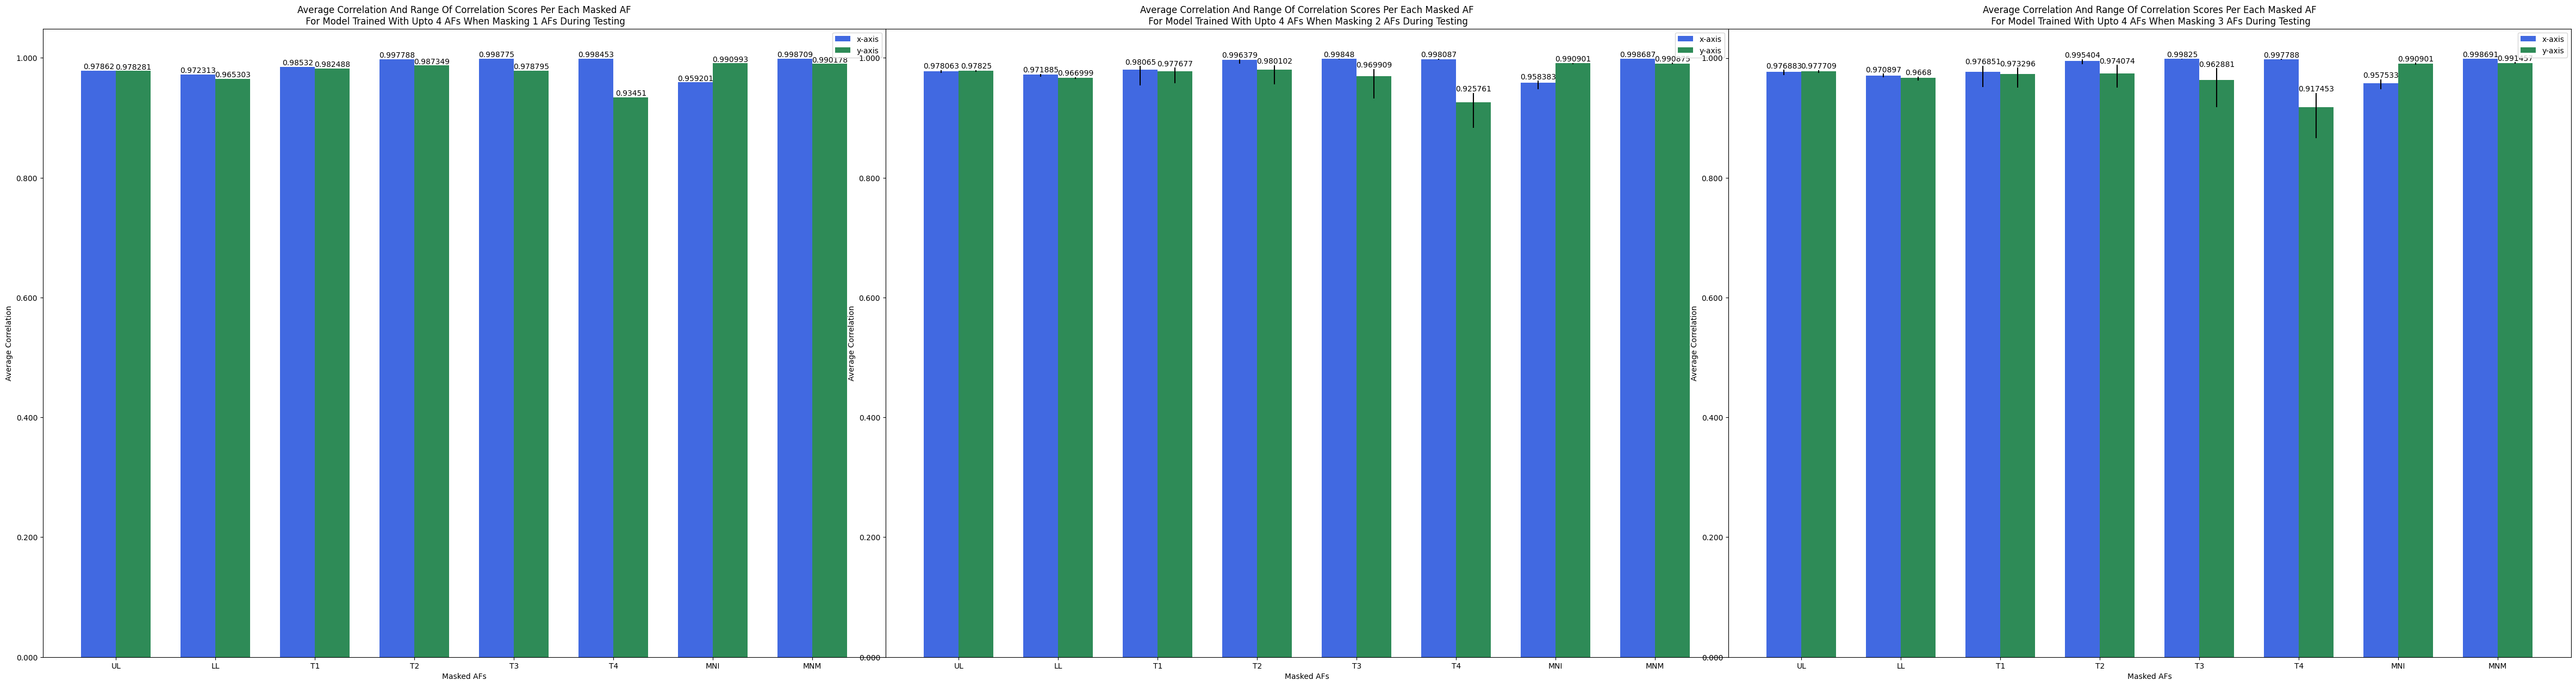 Average Correlation And Range Of Correlation Scores Per Each Masked AF
For Model Trained With Upto 4 AFs When Masking 1 AFs During Testing
x-axis
y-axis
1.000
0.800
0.600
0.400
0.200
0.000
Average Correlation
0.97862 0.978281
0.972313 0.965303
0.98532 0.982488
0.997788 0.987349
0.998775 0.978795
0.998453 0.93451
0.959201 0.990993
0.998709 0.990178
UL LL T1 T2 T3 T4 MNI MNM
Masked AFs
Average Correlation And Range Of Correlation Scores Per Each Masked AF
For Model Trained With Upto 4 AFs When Masking 2 AFs During Testing
x-axis
y-axis
1.000
0.800
0.600
0.400
0.200
0.000
Average Correlation
0.978063 0.97825
0.971885 0.966999
0.98065 0.977677
0.996379 0.980102
0.99848 0.969909
0.998087 0.925761
0.958383 0.990901
0.998687
UL LL T1 T2 T3 T4 MNI MNM
Masked AFs
Average Correlation And Range Of Correlation Scores Per Each Masked AF
For Model Trained With Upto 4 AFs When Masking 3 AFs During Testing
x-axis
y-axis
1.000
0.800
0.600
0.400
0.200
0.000
Average Correlation
0.976883 0.977709
0.970897 0.9668
0.976851 0.973296
0.995404 0.974074
0.99825 0.962881
0.997788 0.917453
0.957533 0.990901
0.998691
UL LL T1 T2 T3 T4 MNI MNM
Masked AFs